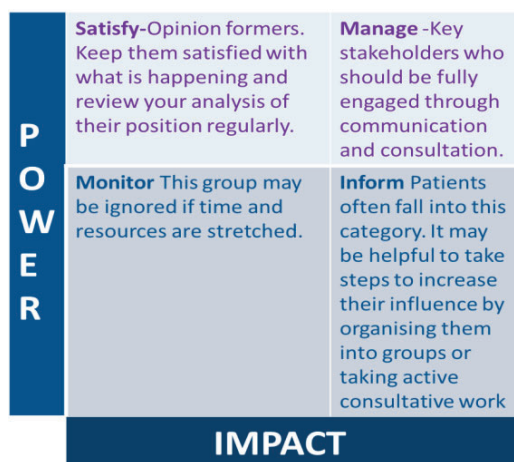 Satisfy-Opinion formers.
Keep them satisfied with
what is happening and
review your analysis of
their position regularly.
Manage -Key
stakeholders who
should be fully
engaged through
communication
and consultation.
POWER
Monitor This group may
be ignored if time and
resources are stretched.
Inform Patients
often fall into this
category. It may
be helpful to take
steps to increase
their influence by
organising them
into groups or
taking active
consultative work
IMPACT